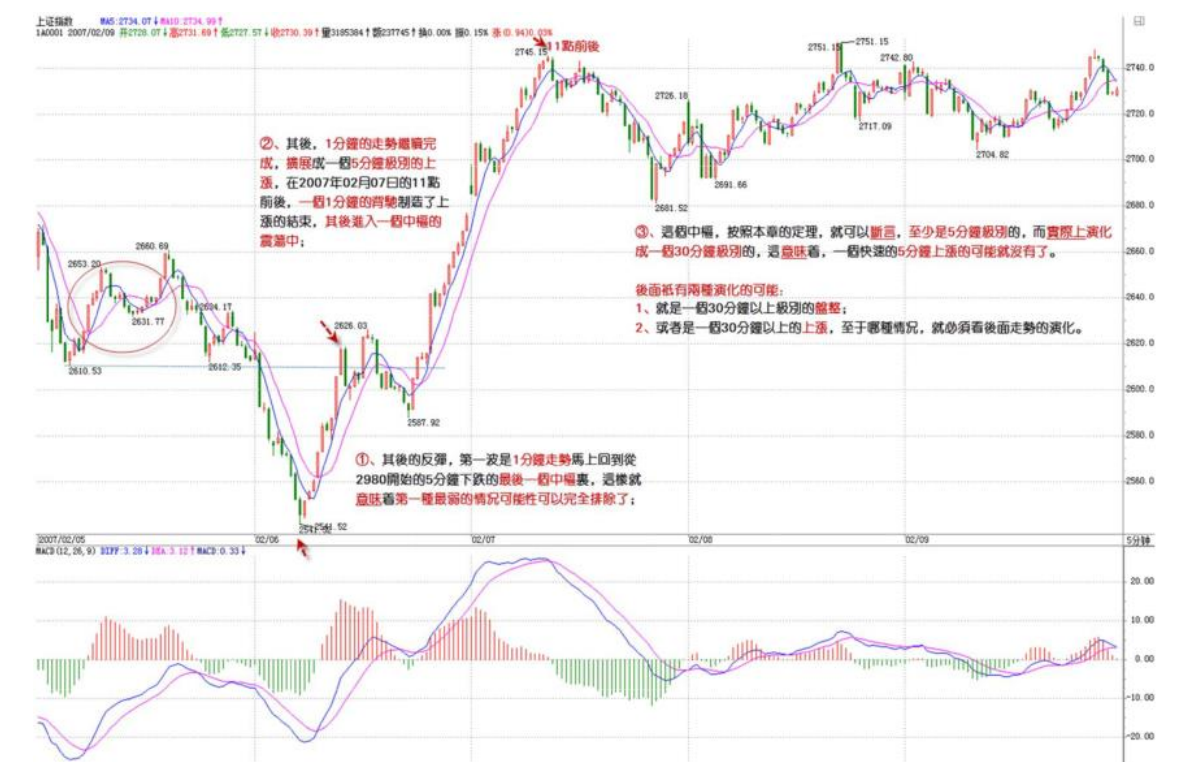 上证指数 MA5:2734.07↓MA10:2734.99↑
1A0001 2007/02/09 开2728.07↓高2731.69↑低2727.57↓收2730.39↑量3185384↑额237745↑换0.00% 振0.15% 涨(0.94)0.03%
11點前後
2745.15
2751.15
2751.15
2742.80
2740.0
2726.18
2720.0
2717.09
2704.82
2700.0
2691.66
2681.52
2680.0
②、其後，1分鐘的走勢繼續完
成，擴展成一個5分鐘級別的上
漲，在2007年02月07日的11點
前後，一個1分鐘的背馳制造了上
漲的結束，其後進入一個中樞的
震蕩中；
③、這個中樞，按照本章的定理，就可以斷言，至少是5分鐘級別的，而實際上演化
成一個30分鐘級別的，這意味着，一個快速的5分鐘上漲的可能就沒有了。
後面祇有兩種演化的可能：
1、就是一個30分鐘以上級別的盤整；
2、或者是一個30分鐘以上的上漲，至于哪種情况，就必須看後面走勢的演化。
2660.69
2660.0
2653.20
2640.0
2634.17
2631.77
2626.03
2620.0
2612.35
2610.53
2600.0
2587.92
2580.0
①、其後的反彈，第一波是1分鐘走勢馬上回到從
2980開始的5分鐘下跌的最後一個中樞裏，這樣就
意味着第一種最弱的情况可能性可以完全排除了；
2560.0
2541.52
2007/02/05 02/06 02/07 02/08 02/09 5分钟
MACD(12,26,9) DIFF:3.28↓DEA:3.12↑MACD:0.33↓
20.00
10.00
0.00
-10.00
-20.00